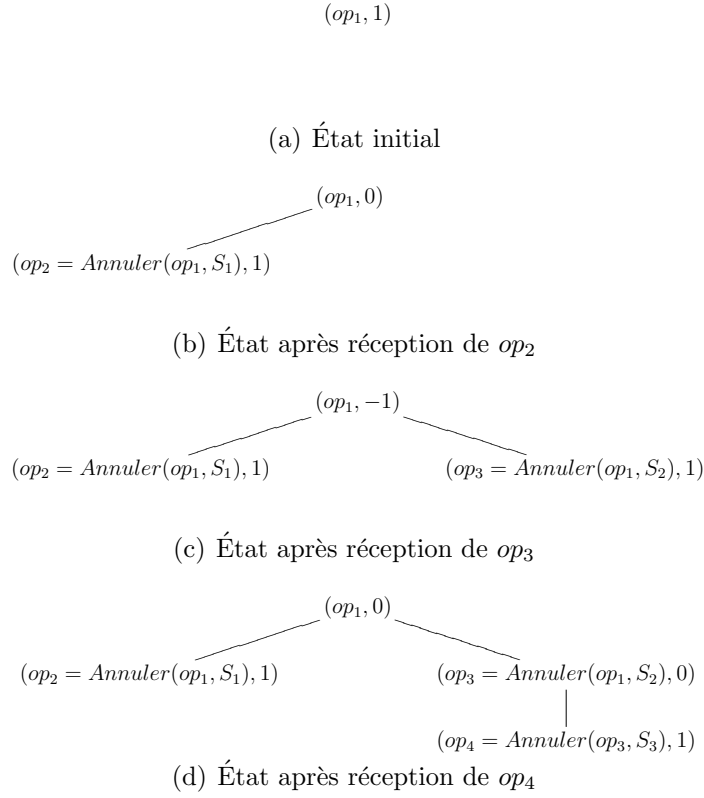 (op₁, 1)
(a) État initial
(op₁, 0)
(op₂ = Annuler(op₁, S₁), 1)
(b) État après réception de op₂
(op₁, −1)
(op₂ = Annuler(op₁, S₁), 1) (op₃ = Annuler(op₁, S₂), 1)
(c) État après réception de op₃
(op₁, 0)
(op₂ = Annuler(op₁, S₁), 1) (op₃ = Annuler(op₁, S₂), 0)
(op₄ = Annuler(op₃, S₃), 1)
(d) État après réception de op₄